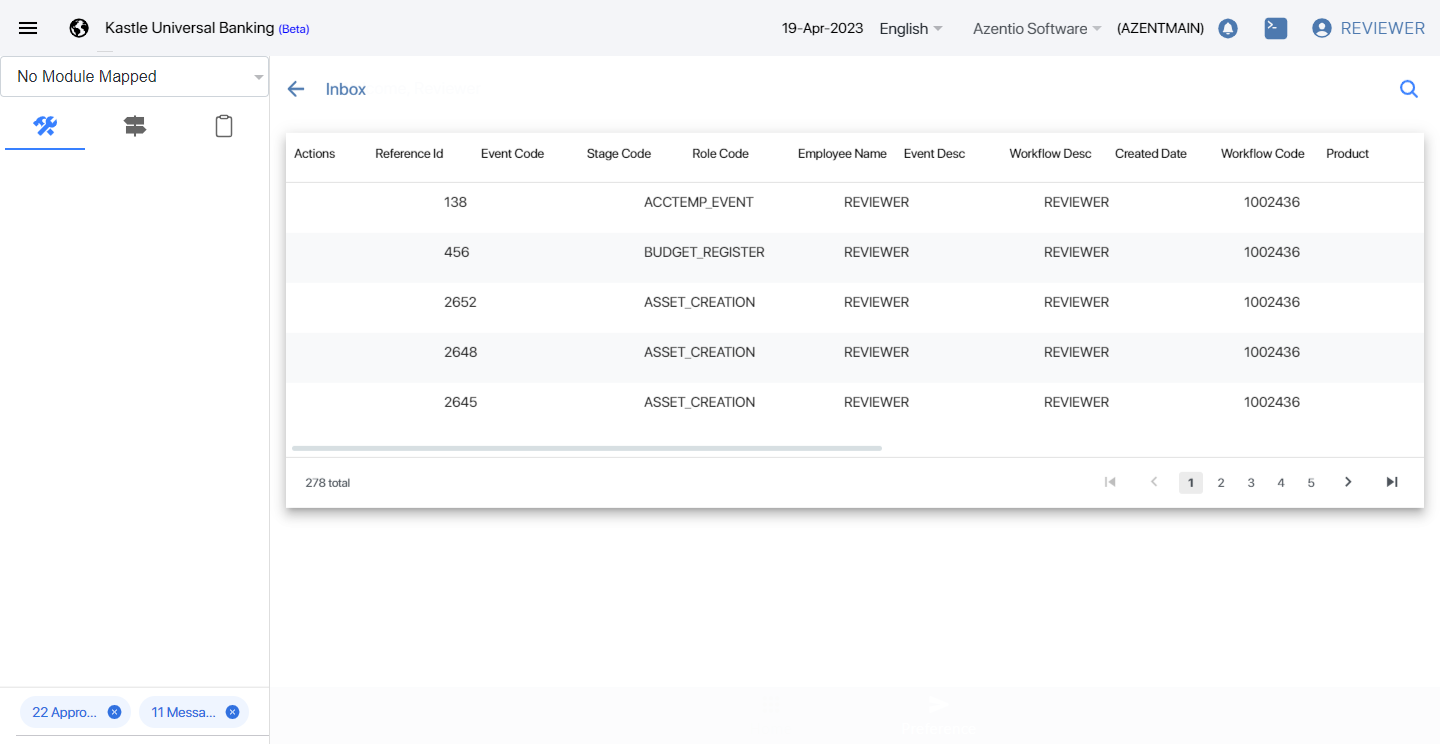 Kastle Universal Banking (Beta) 19-Apr-2023 English Azentio Software (AZENTMAIN) REVIEWER
No Module Mapped
Inbox
Actions Reference Id Event Code Stage Code Role Code Employee Name Event Desc Workflow Desc Created Date Workflow Code Product
138 ACCTEMP_EVENT REVIEWER REVIEWER 1002436
456 BUDGET_REGISTER REVIEWER REVIEWER 1002436
2652 ASSET_CREATION REVIEWER REVIEWER 1002436
2648 ASSET_CREATION REVIEWER REVIEWER 1002436
2645 ASSET_CREATION REVIEWER REVIEWER 1002436
278 total 1 2 3 4 5
22 Appro... 11 Messa...